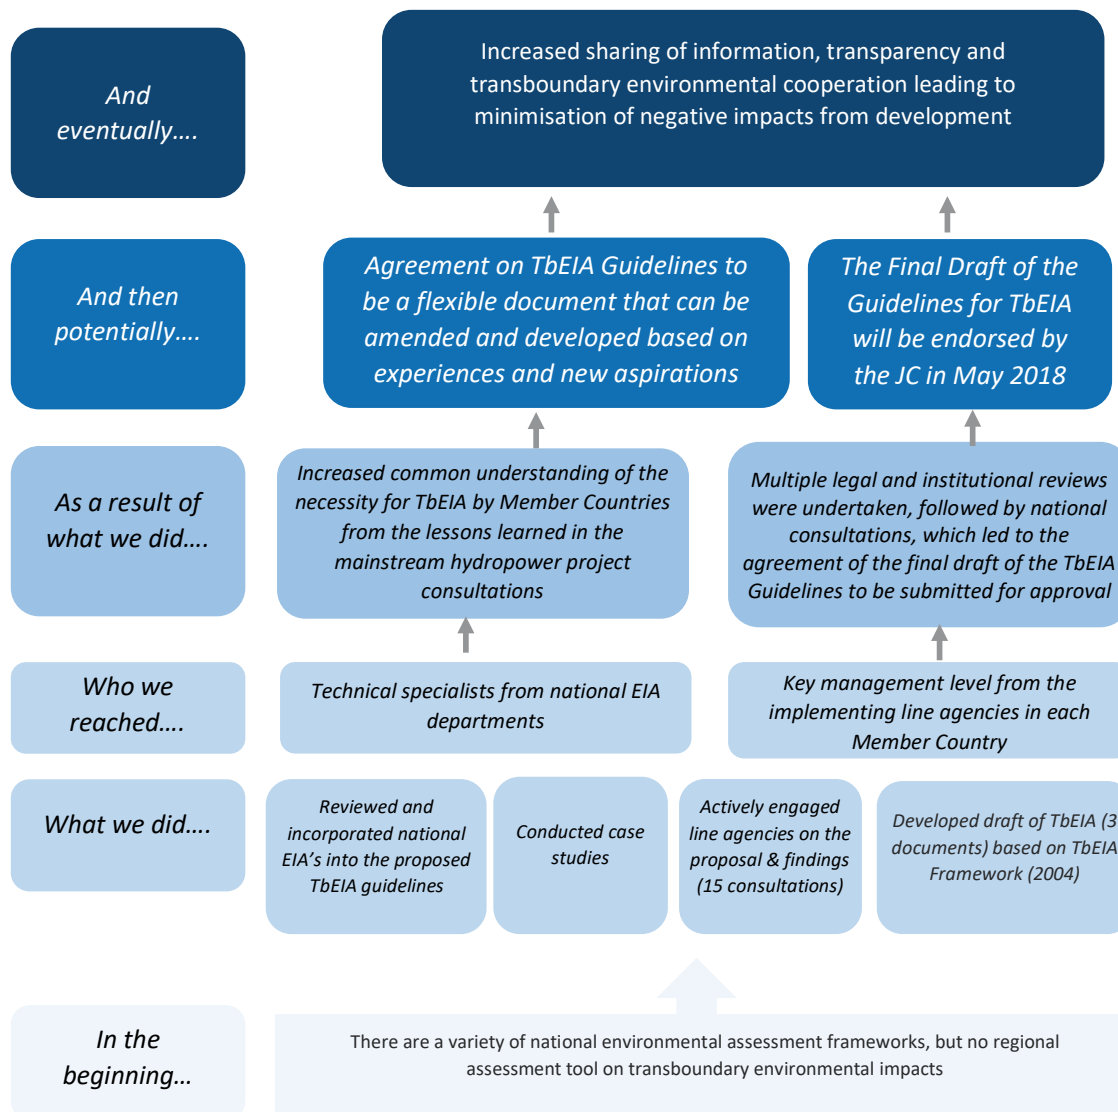 And
eventually….
Increased sharing of information, transparency and
transboundary environmental cooperation leading to
minimisation of negative impacts from development
And then
potentially….
Agreement on TbEIA Guidelines to
be a flexible document that can be
amended and developed based on
experiences and new aspirations
The Final Draft of the
Guidelines for TbEIA
will be endorsed by
the JC in May 2018
As a result of
what we did….
Increased common understanding of the
necessity for TbEIA by Member Countries
from the lessons learned in the
mainstream hydropower project
consultations
Multiple legal and institutional reviews
were undertaken, followed by national
consultations, which led to the
agreement of the final draft of the TbEIA
Guidelines to be submitted for approval
Who we
reached….
Technical specialists from national EIA
departments
Key management level from the
implementing line agencies in each
Member Country
What we did….
Reviewed and
incorporated national
EIA's into the proposed
TbEIA guidelines
Conducted case
studies
Actively engaged
line agencies on the
proposal & findings
(15 consultations)
Developed draft of TbEIA (3
documents) based on TbEIA
Framework (2004)
In the
beginning…
There are a variety of national environmental assessment frameworks, but no regional
assessment tool on transboundary environmental impacts